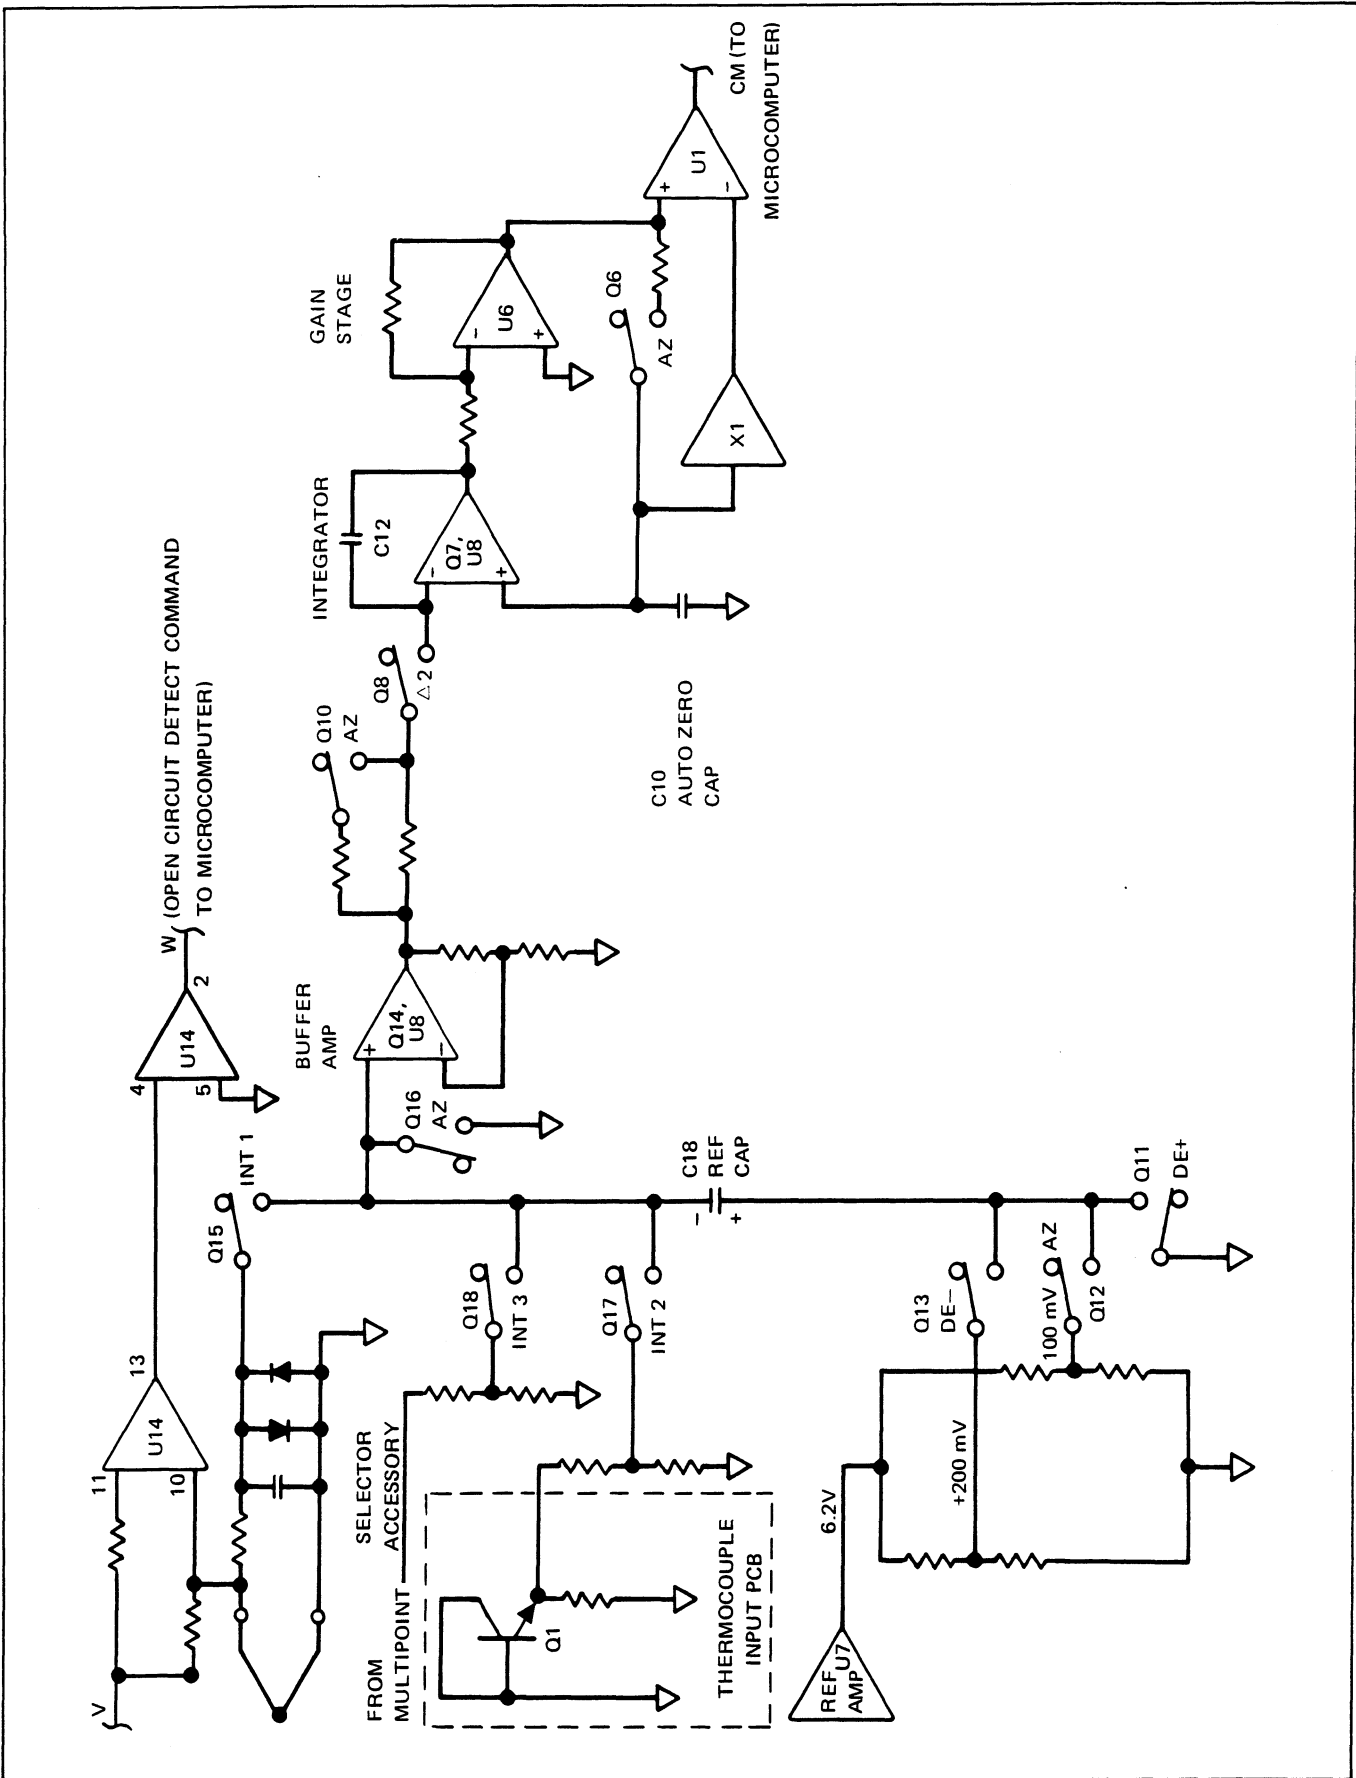 V
11
10
U14
13
4
5
U14
2
W
(OPEN CIRCUIT DETECT COMMAND
TO MICROCOMPUTER)
Q15
INT 1
BUFFER
AMP
Q14,
U8
+
−
Q16
AZ
Q10
AZ
Q8
△2
INTEGRATOR
C12
Q7,
U8
−
+
GAIN
STAGE
U6
−
+
Q6
AZ
X1
U1
+
−
CM (TO
MICROCOMPUTER)
C10
AUTO ZERO
CAP
FROM
MULTIPOINT
SELECTOR
ACCESSORY
Q18
INT 3
Q17
INT 2
C18
REF
CAP
−
+
Q1
THERMOCOUPLE
INPUT PCB
REF
AMP
U7
6.2V
+200 mV
Q13
DE−
100 mV
AZ
Q12
Q11
DE+